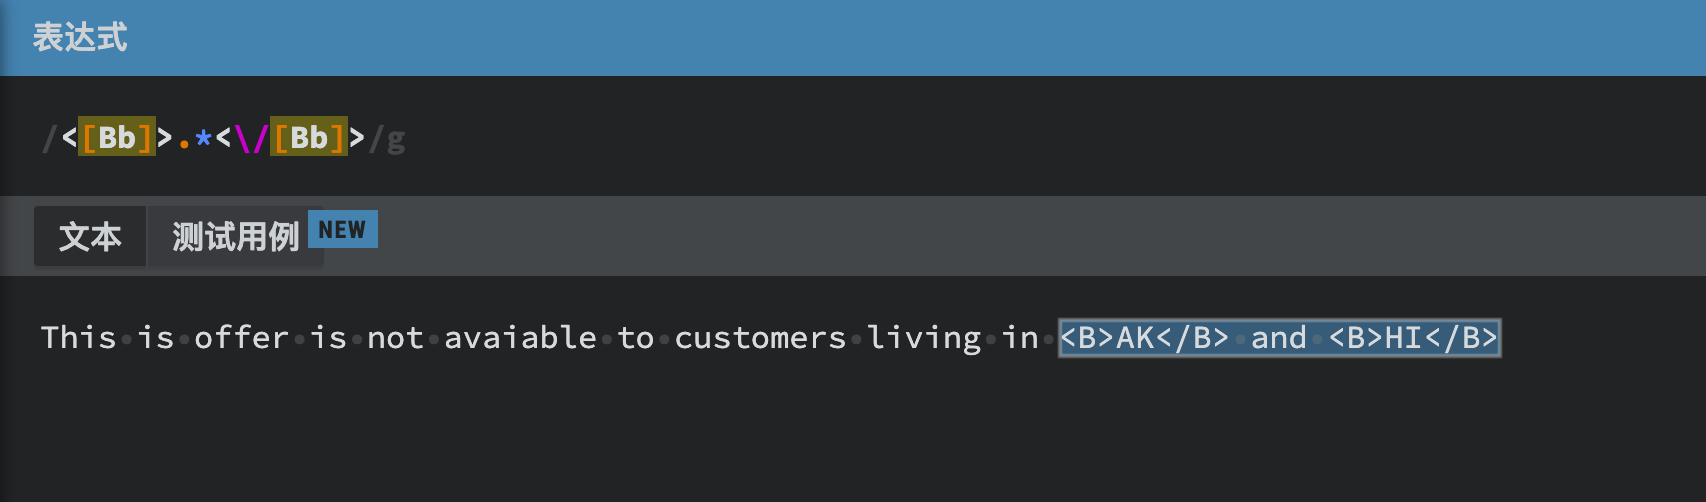 表达式
/<[Bb]>.*<\/[Bb]>/g
文本 测试用例 NEW
This is offer is not avaiable to customers living in <B>AK</B> and <B>HI</B>